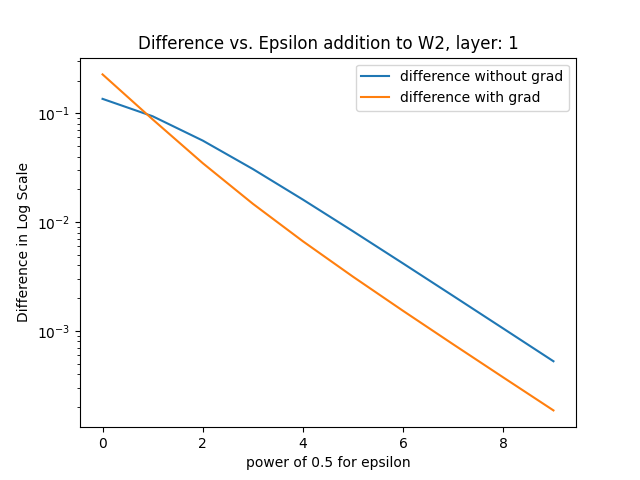 Difference vs. Epsilon addition to W2, layer: 1
difference without grad
difference with grad
Difference in Log Scale
10⁻¹
10⁻²
10⁻³
0 2 4 6 8
power of 0.5 for epsilon